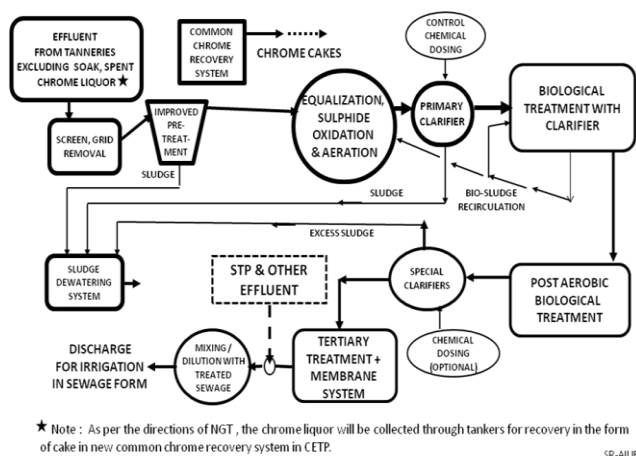 EFFLUENT
FROM TANNERIES
EXCLUDING SOAK, SPENT
CHROME LIQUOR★
COMMON
CHROME
RECOVERY
SYSTEM
CHROME CAKES
CONTROL
CHEMICAL
DOSING
SCREEN, GRID
REMOVAL
IMPROVED
PRE-
TREAT-
MENT
EQUALIZATION,
SULPHIDE
OXIDATION
& AERATION
PRIMARY
CLARIFIER
BIOLOGICAL
TREATMENT WITH
CLARIFIER
SLUDGE
SLUDGE
BIO-SLUDGE
RECIRCULATION
EXCESS SLUDGE
SLUDGE
DEWATERING
SYSTEM
STP & OTHER
EFFLUENT
SPECIAL
CLARIFIERS
POST AEROBIC
BIOLOGICAL
TREATMENT
DISCHARGE
FOR IRRIGATION
IN SEWAGE FORM
MIXING /
DILUTION WITH
TREATED
SEWAGE
TERTIARY
TREATMENT +
MEMBRANE
SYSTEM
CHEMICAL
DOSING
(OPTIONAL)
★ Note : As per the directions of NGT , the chrome liquor will be collected through tankers for recovery in the form
of cake in new common chrome recovery system in CETP.